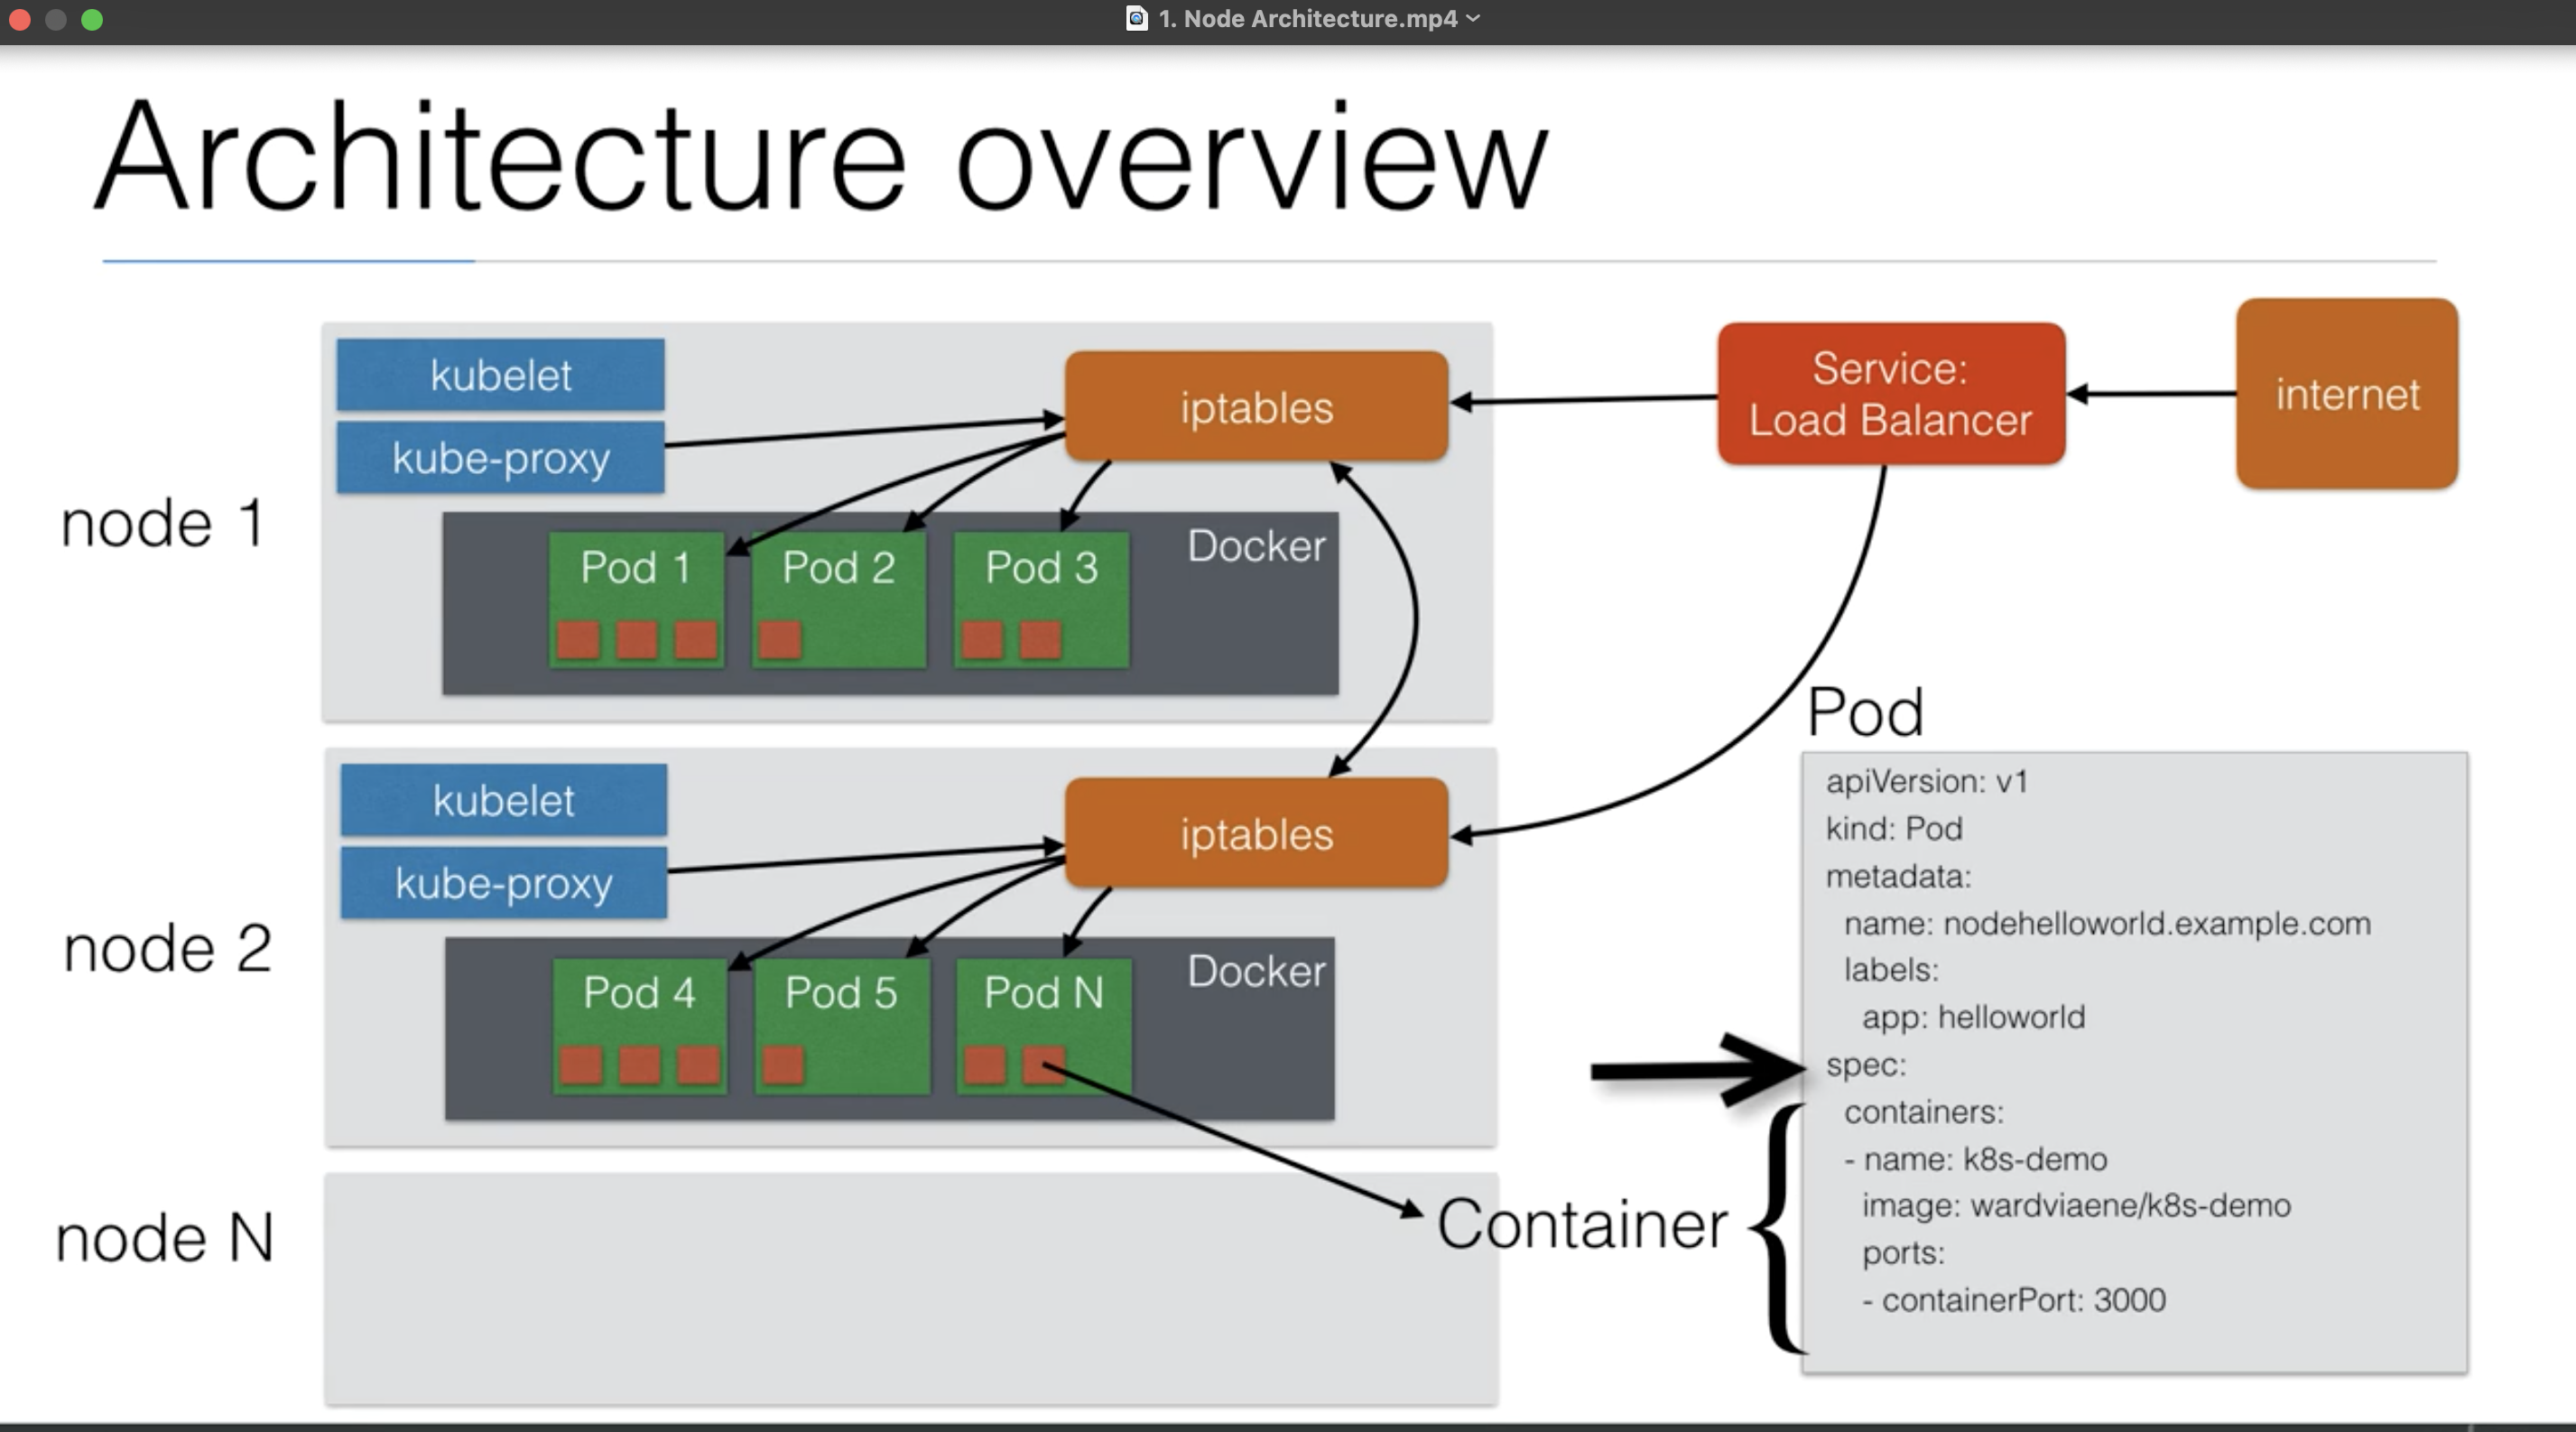 1. Node Architecture.mp4
Architecture overview
node 1
kubelet
kube-proxy
iptables
Service:
Load Balancer
internet
Docker
Pod 1
Pod 2
Pod 3
node 2
kubelet
kube-proxy
iptables
Docker
Pod 4
Pod 5
Pod N
node N
Container
Pod
apiVersion: v1
kind: Pod
metadata:
name: nodehelloworld.example.com
labels:
app: helloworld
spec:
containers:
- name: k8s-demo
image: wardviaene/k8s-demo
ports:
- containerPort: 3000